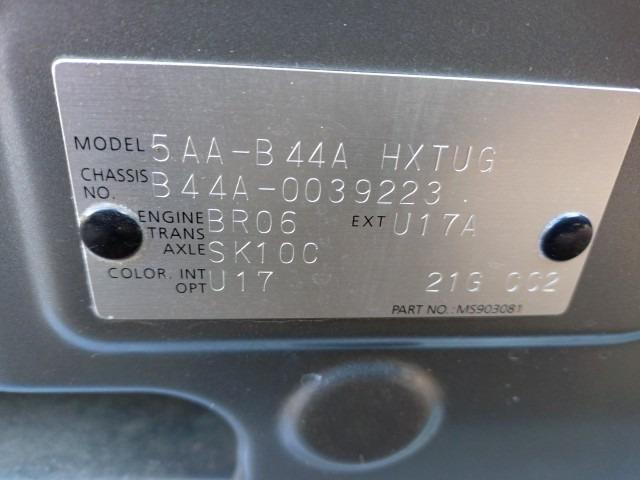 MODEL 5AA-B44A HXTUG
CHASSIS NO. B44A-0039223
ENGINE BR06 EXT U17A
TRANS AXLE SK10C
COLOR. INT OPT U17 21G CC2
PART NO.: MS903081